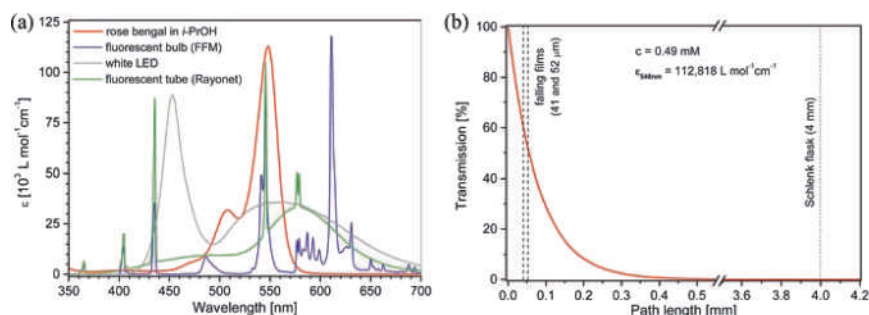 (a)
125
100
75
50
25
0
ε [10³ L mol⁻¹cm⁻¹]
rose bengal in i-PrOH
fluorescent bulb (FFM)
white LED
fluorescent tube (Rayonet)
350 400 450 500 550 600 650 700
Wavelength [nm]
(b)
100
80
60
40
20
0
Transmission [%]
falling films
(41 and 52 µm)
c = 0.49 mM
ε₅₄₈ₙₘ = 112,818 L mol⁻¹cm⁻¹
Schlenk flask (4 mm)
0.0 0.1 0.2 0.3 0.4 0.5 3.6 3.8 4.0 4.2
Path length [mm]